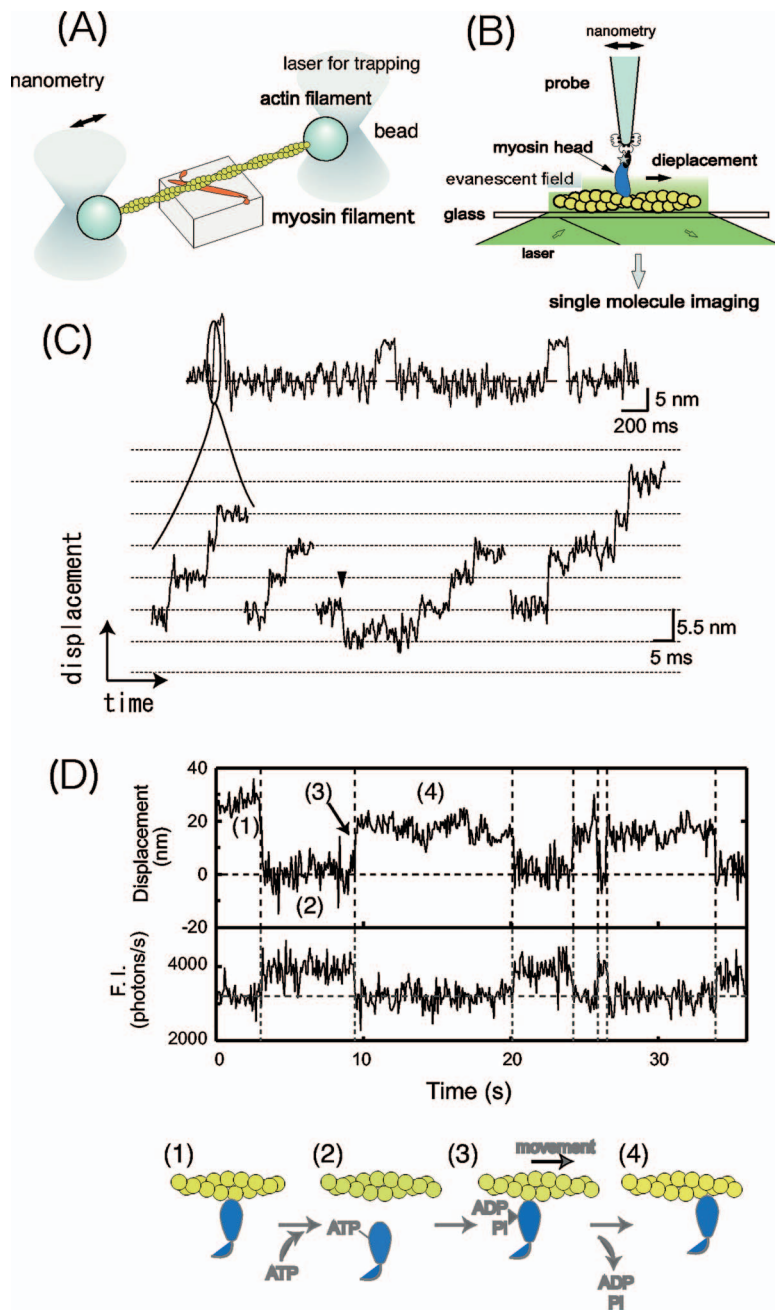 (A)
laser for trapping
nanometry
actin filament
bead
myosin filament
(B)
nanometry
probe
myosin head
dieplacement
evanescent field
glass
laser
single molecule imaging
(C)
5 nm
200 ms
displacement
time
5.5 nm
5 ms
(D)
Displacement
(nm)
40
20
0
-20
(1)
(2)
(3)
(4)
F. I.
(photons/s)
4000
2000
0
10
20
30
Time (s)
(1)
(2)
(3)
movement
(4)
ATP
ATP
ADP
Pi
ADP
Pi